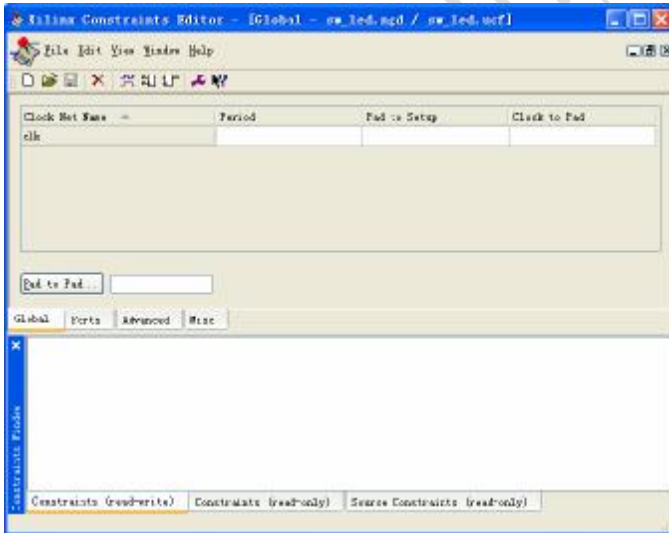 Xilinx Constraints Editor - [Global - sw_led.ngd / sw_led.ucf]
File Edit View Window Help
Clock Net Name Period Pad to Setup Clock to Pad
clk
Pad to Pad...
Global Ports Advanced Misc
Constraints Window
Constraints (read-write) Constraints (read-only) Source Constraints (read-only)